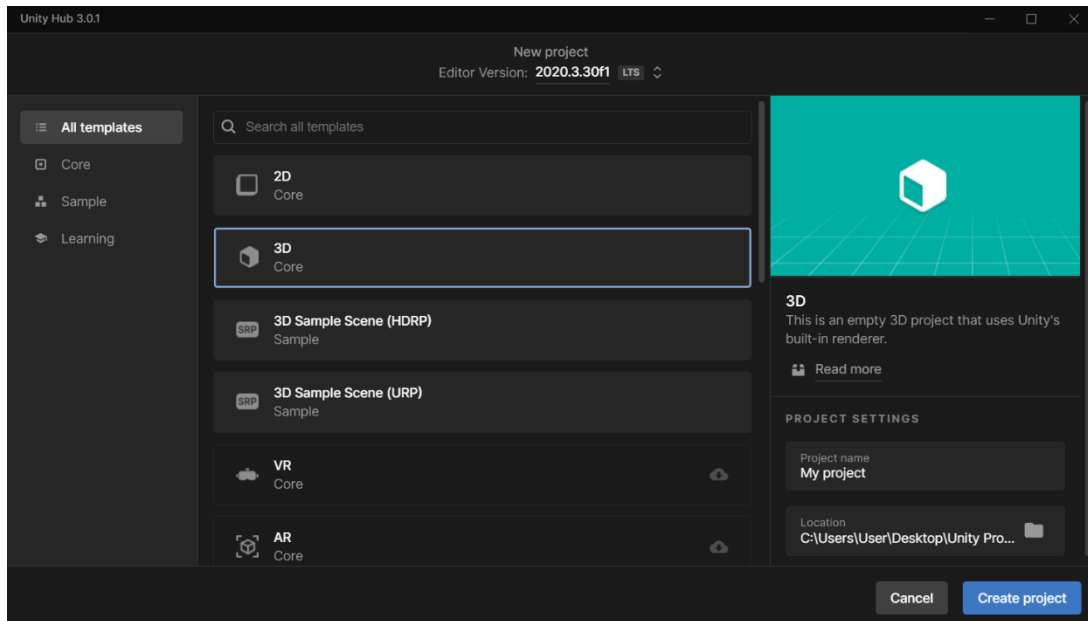 Unity Hub 3.0.1
New project
Editor Version: 2020.3.30f1 LTS
All templates
Core
Sample
Learning
Search all templates
2D
Core
3D
Core
SRP
3D Sample Scene (HDRP)
Sample
SRP
3D Sample Scene (URP)
Sample
VR
Core
AR
Core
3D
This is an empty 3D project that uses Unity's
built-in renderer.
Read more
PROJECT SETTINGS
Project name
My project
Location
C:\Users\User\Desktop\Unity Pro...
Cancel
Create project